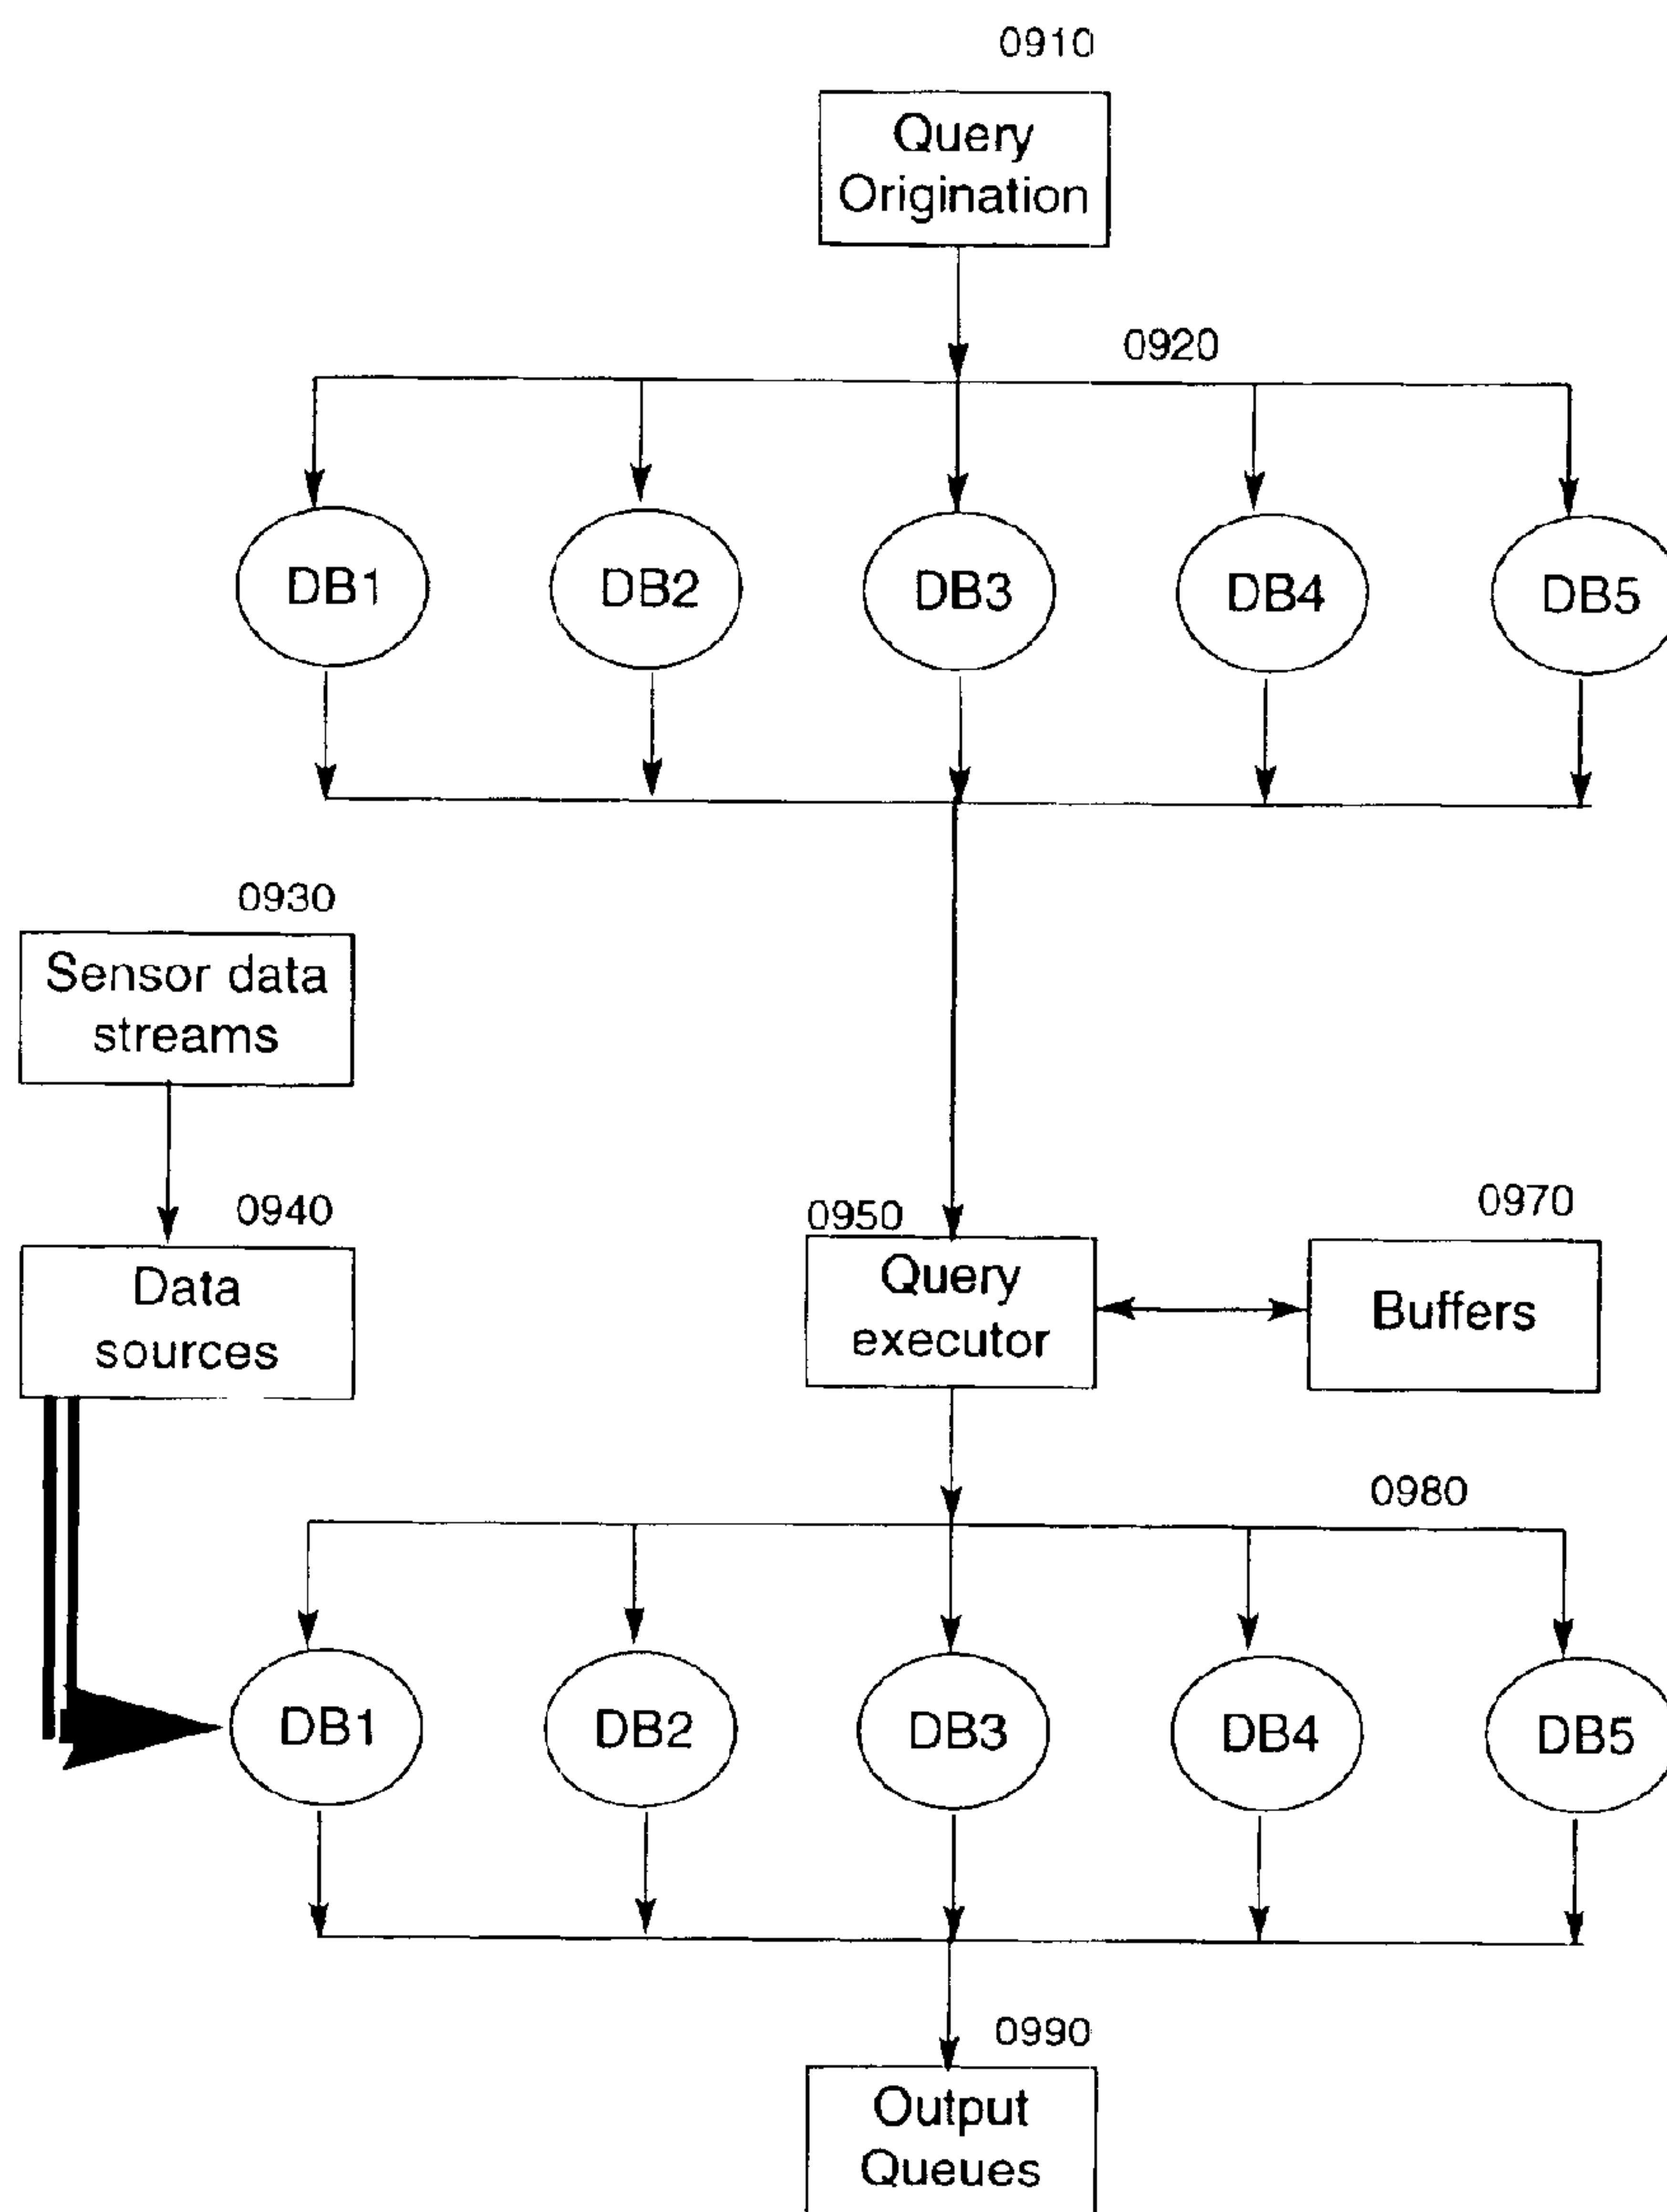 0910
Query
Origination
0920
DB1
DB2
DB3
DB4
DB5
0930
Sensor data
streams
0940
Data
sources
0950
Query
executor
0970
Buffers
0980
DB1
DB2
DB3
DB4
DB5
0990
Output
Queues